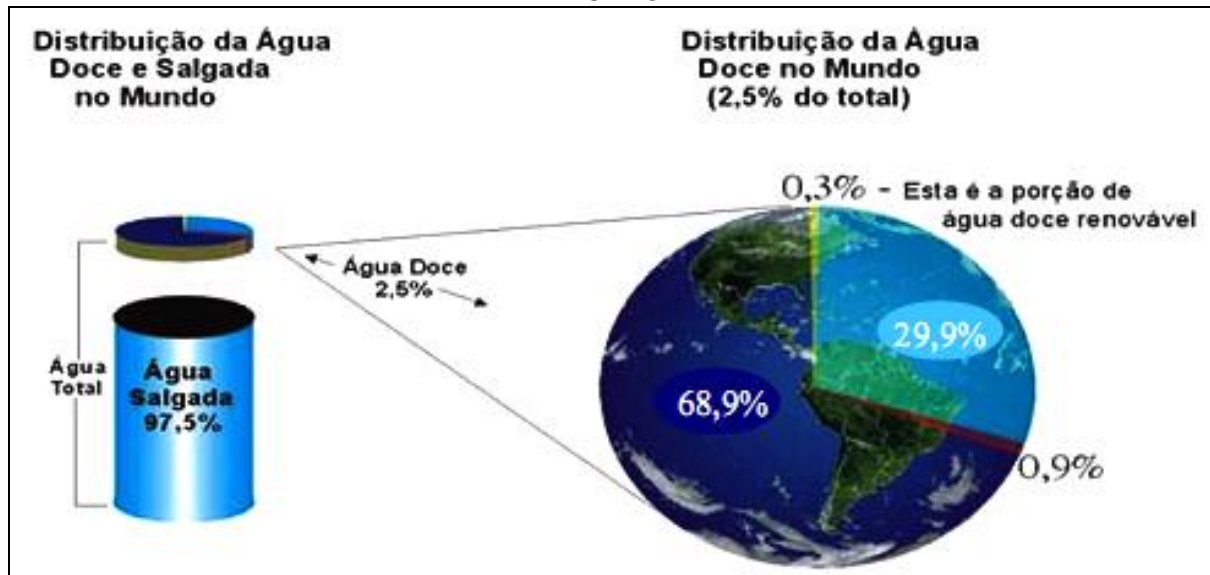 Distribuição da Água
Doce e Salgada
no Mundo
Distribuição da Água
Doce no Mundo
(2,5% do total)
0,3% - Esta é a porção de
água doce renovável
Água Doce
2,5%
29,9%
Água
Total
Água
Salgada
97,5%
68,9%
0,9%